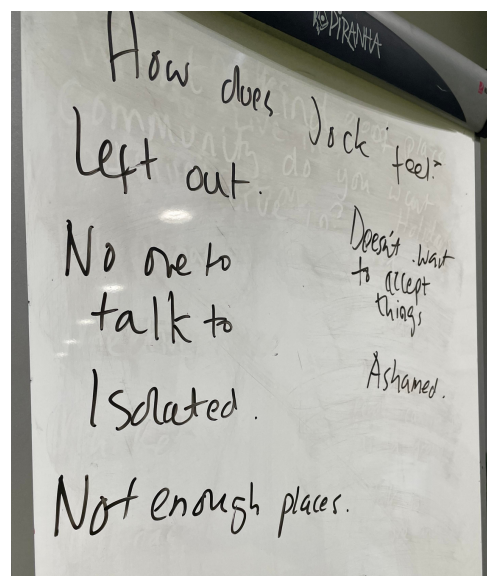 PIRANHA
How does Jock feel?
Left out.
No one to
talk to
Isolated.
Not enough places.
Doesn't want
to accept
things
Ashamed.